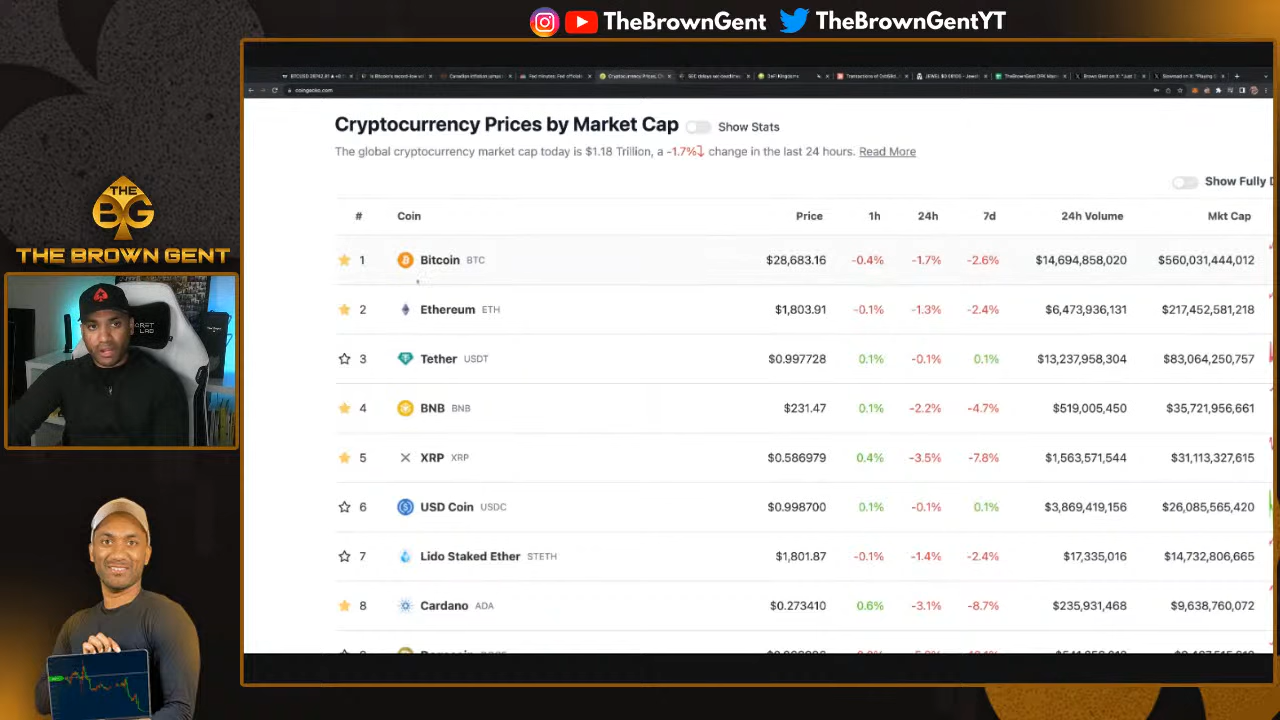 TheBrownGent TheBrownGentYT
coingecko.com
Cryptocurrency Prices by Market Cap Show Stats
The global cryptocurrency market cap today is $1.18 Trillion, a -1.7% change in the last 24 hours. Read More
Show Fully D
# Coin Price 1h 24h 7d 24h Volume Mkt Cap
1 Bitcoin BTC $28,683.16 -0.4% -1.7% -2.6% $14,694,858,020 $560,031,444,012
2 Ethereum ETH $1,803.91 -0.1% -1.3% -2.4% $6,473,936,131 $217,452,581,218
3 Tether USDT $0.997728 0.1% -0.1% 0.1% $13,237,958,304 $83,064,250,757
4 BNB BNB $231.47 0.1% -2.2% -4.7% $519,005,450 $35,721,956,661
5 XRP XRP $0.586979 0.4% -3.5% -7.8% $1,563,571,544 $31,113,327,615
6 USD Coin USDC $0.998700 0.1% -0.1% 0.1% $3,869,419,156 $26,085,565,420
7 Lido Staked Ether STETH $1,801.87 -0.1% -1.4% -2.4% $17,335,016 $14,732,806,665
8 Cardano ADA $0.273410 0.6% -3.1% -8.7% $235,931,468 $9,638,760,072
THE
BG
THE BROWN GENT